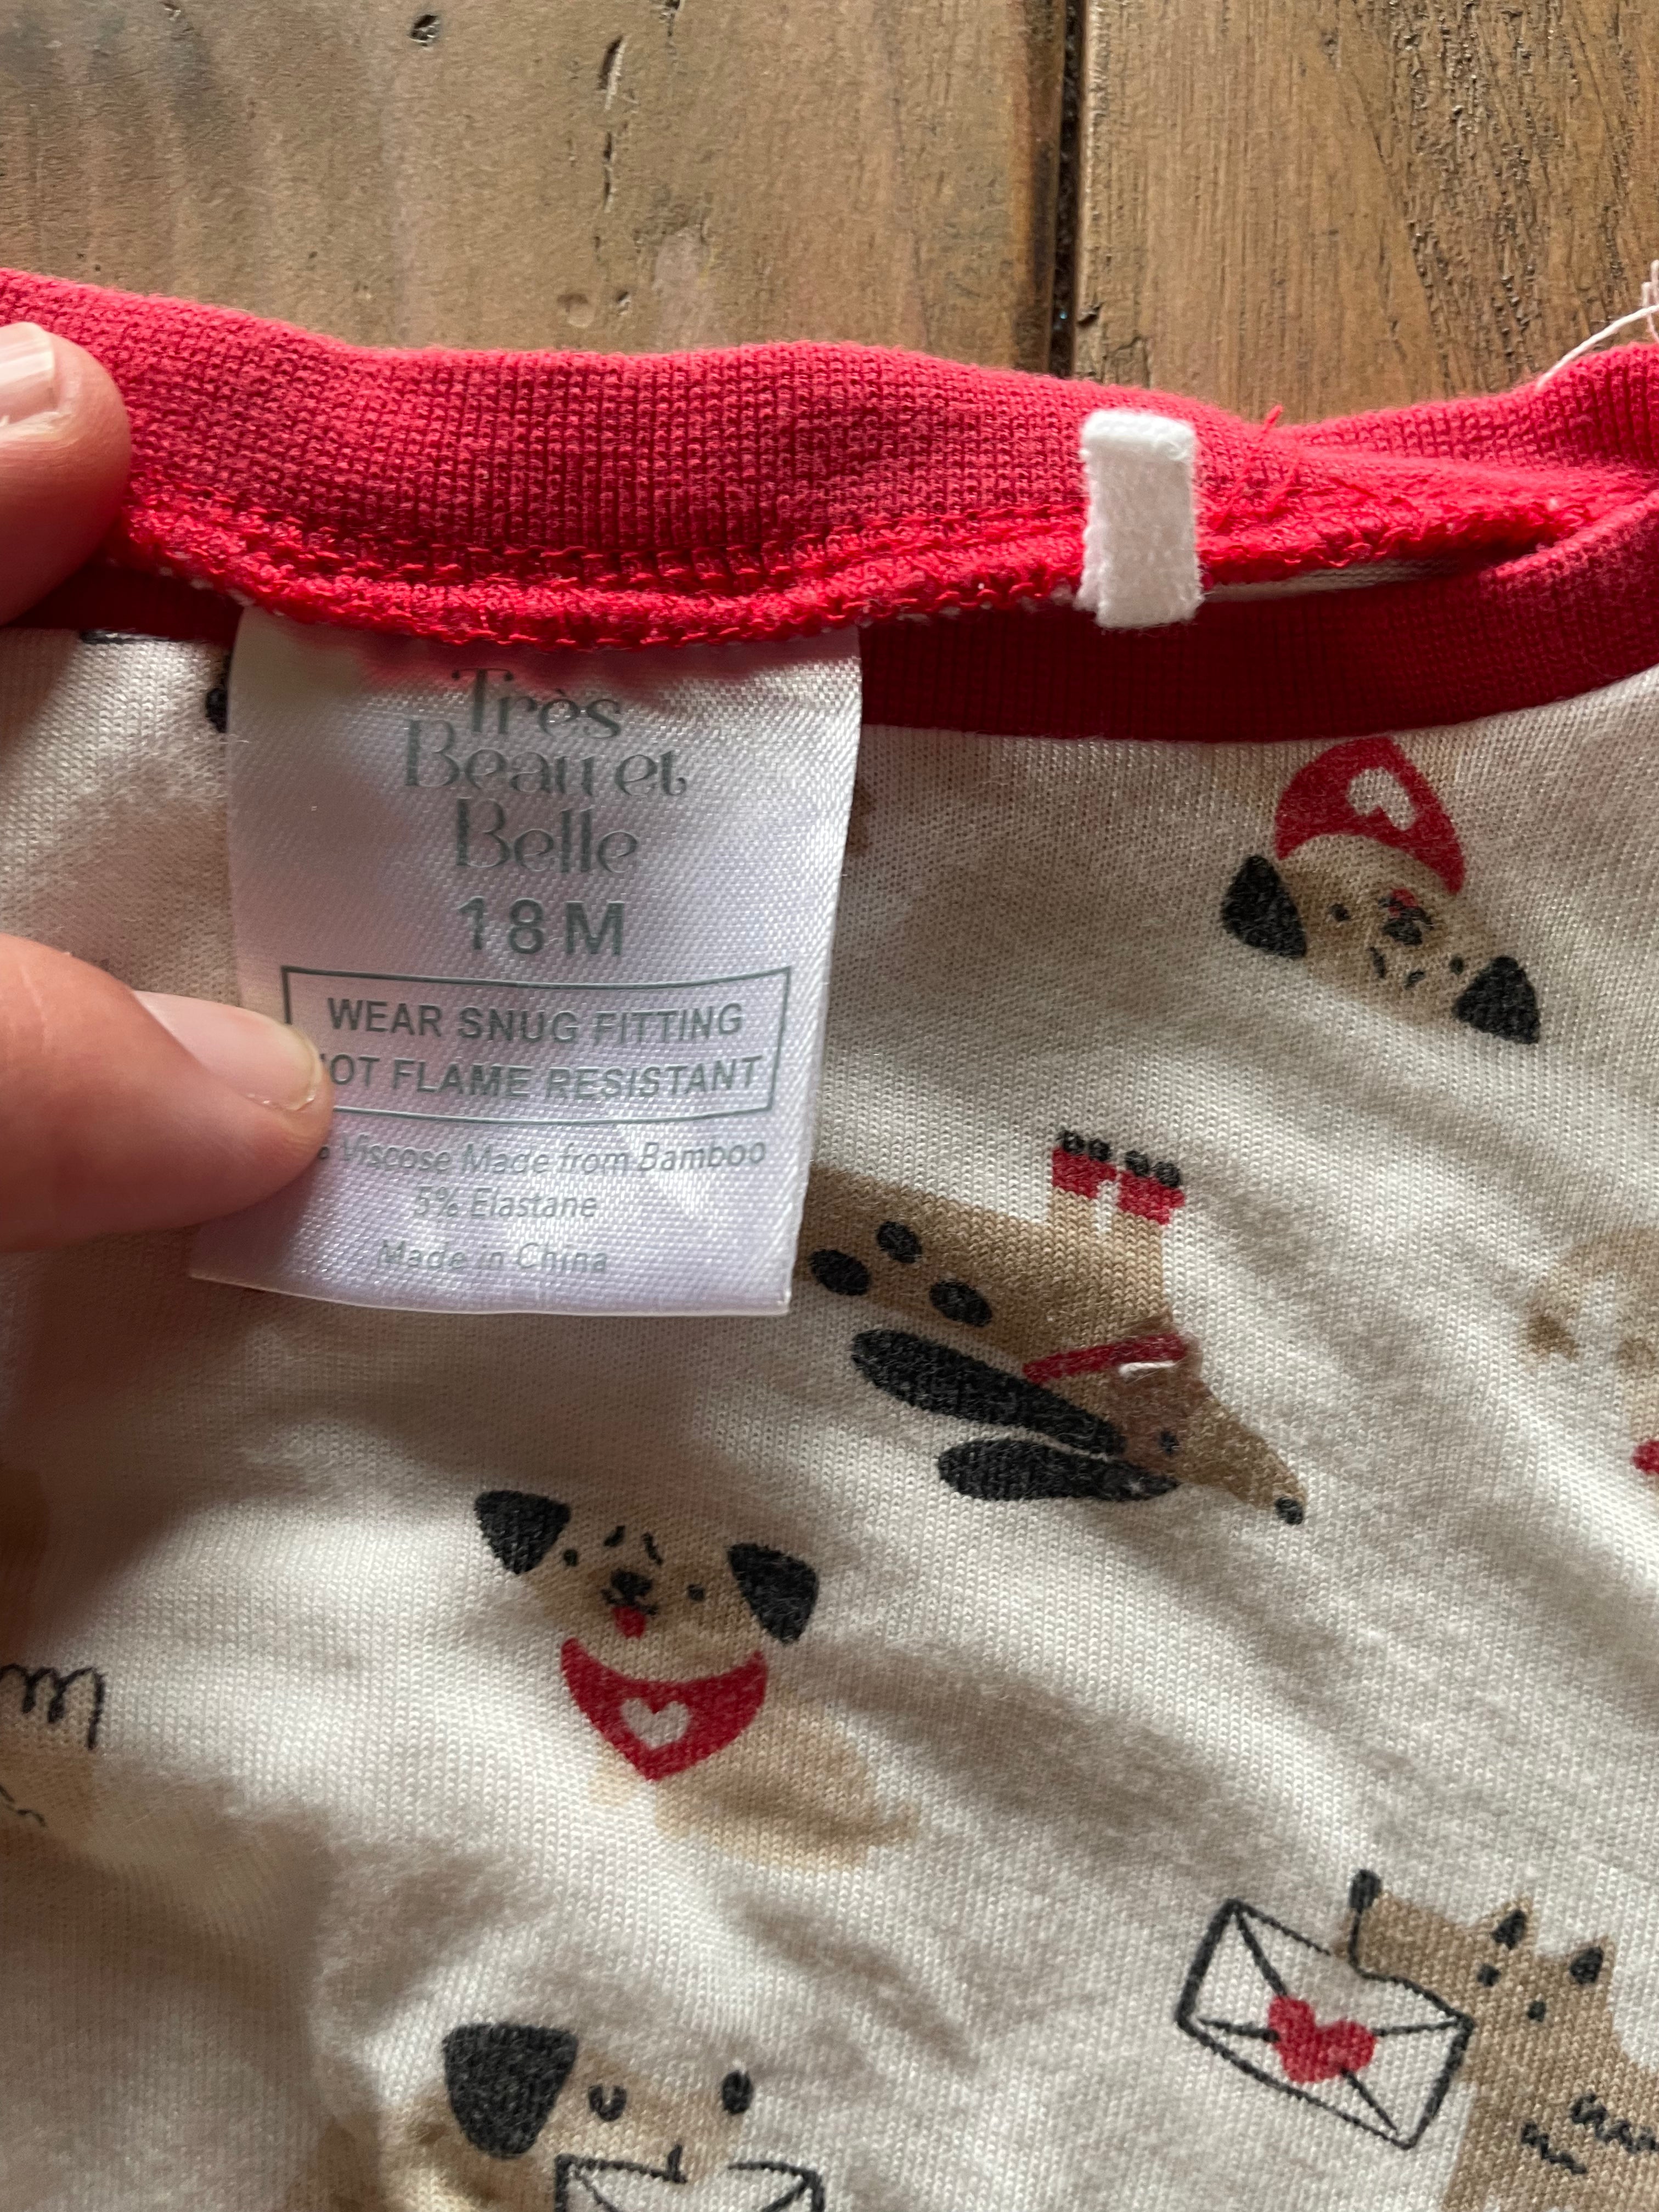 Très
Beau et
Belle
18M
WEAR SNUG FITTING
FLAME RESISTANT
Viscose Made from Bamboo
5% Elastane
Made in China